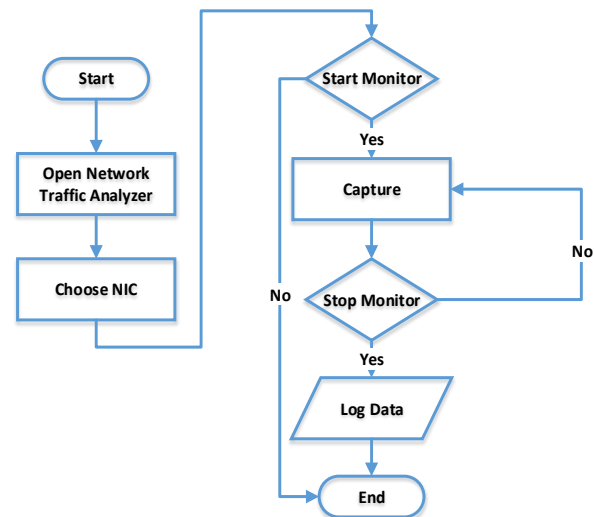 Start
Open Network
Traffic Analyzer
Choose NIC
Start Monitor
Yes
Capture
No
No
Stop Monitor
Yes
Log Data
End